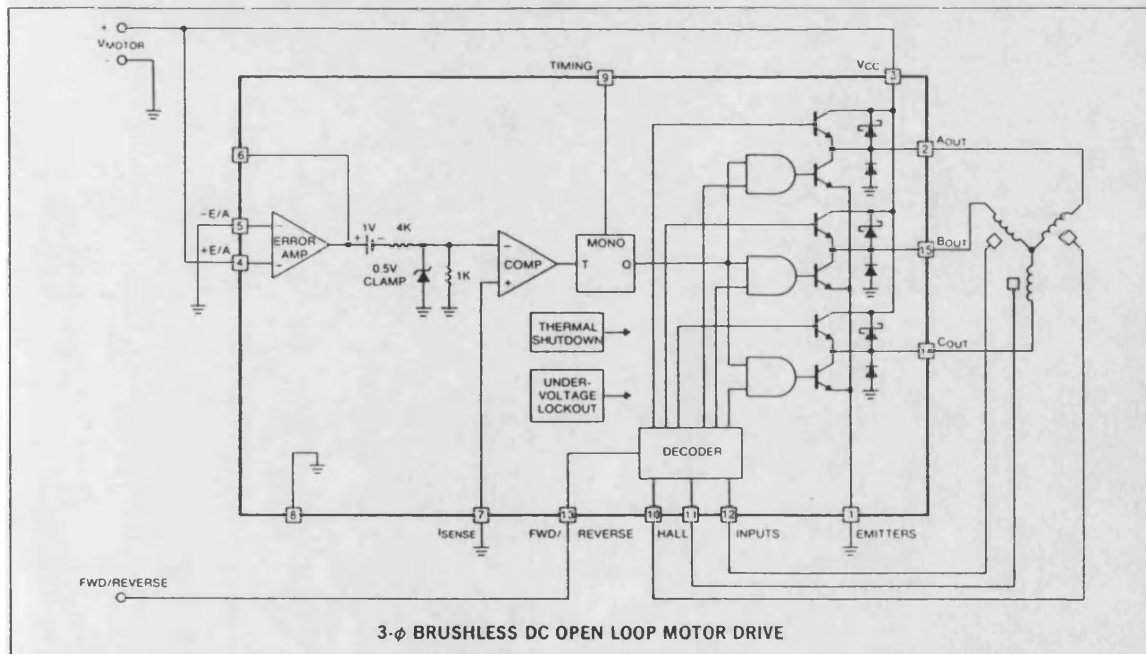 +
VMOTOR
-
TIMING
9
VCC
3
AOUT
2
6
-E/A
5
-
+E/A
4
-
ERROR
AMP.
+
1V
-
4K
0.5V
CLAMP
1K
-
COMP
+
MONO
T
Q
BOUT
15
THERMAL
SHUTDOWN
UNDER-
VOLTAGE
LOCKOUT
COUT
14
DECODER
8
7
13
10
11
12
1
ISENSE
FWD/
REVERSE
HALL
INPUTS
EMITTERS
FWD/REVERSE
3-ϕ BRUSHLESS DC OPEN LOOP MOTOR DRIVE